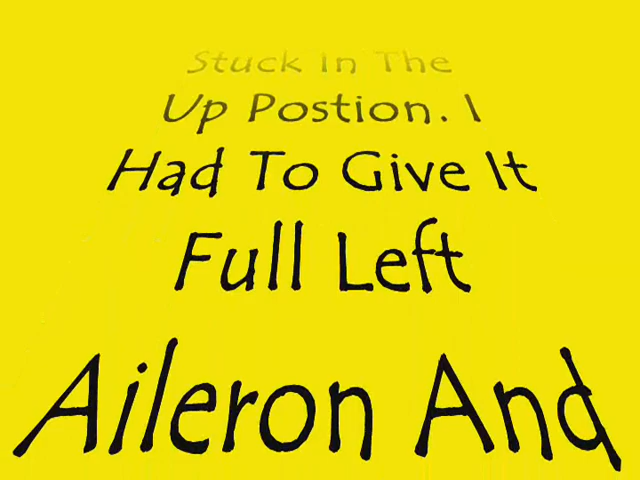 Stuck In The
Up Postion. I
Had To Give It
Full Left
Aileron And